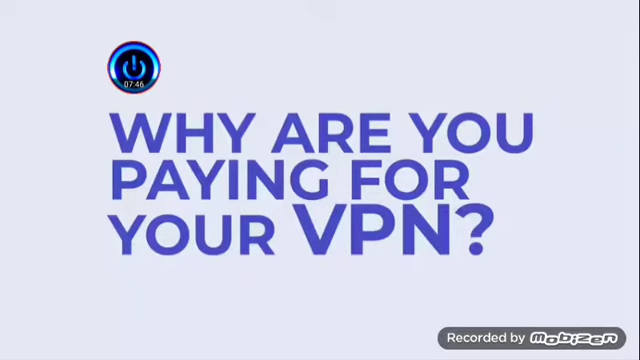 07:46
WHY ARE YOU
PAYING FOR
YOUR VPN?
Recorded by mobizen